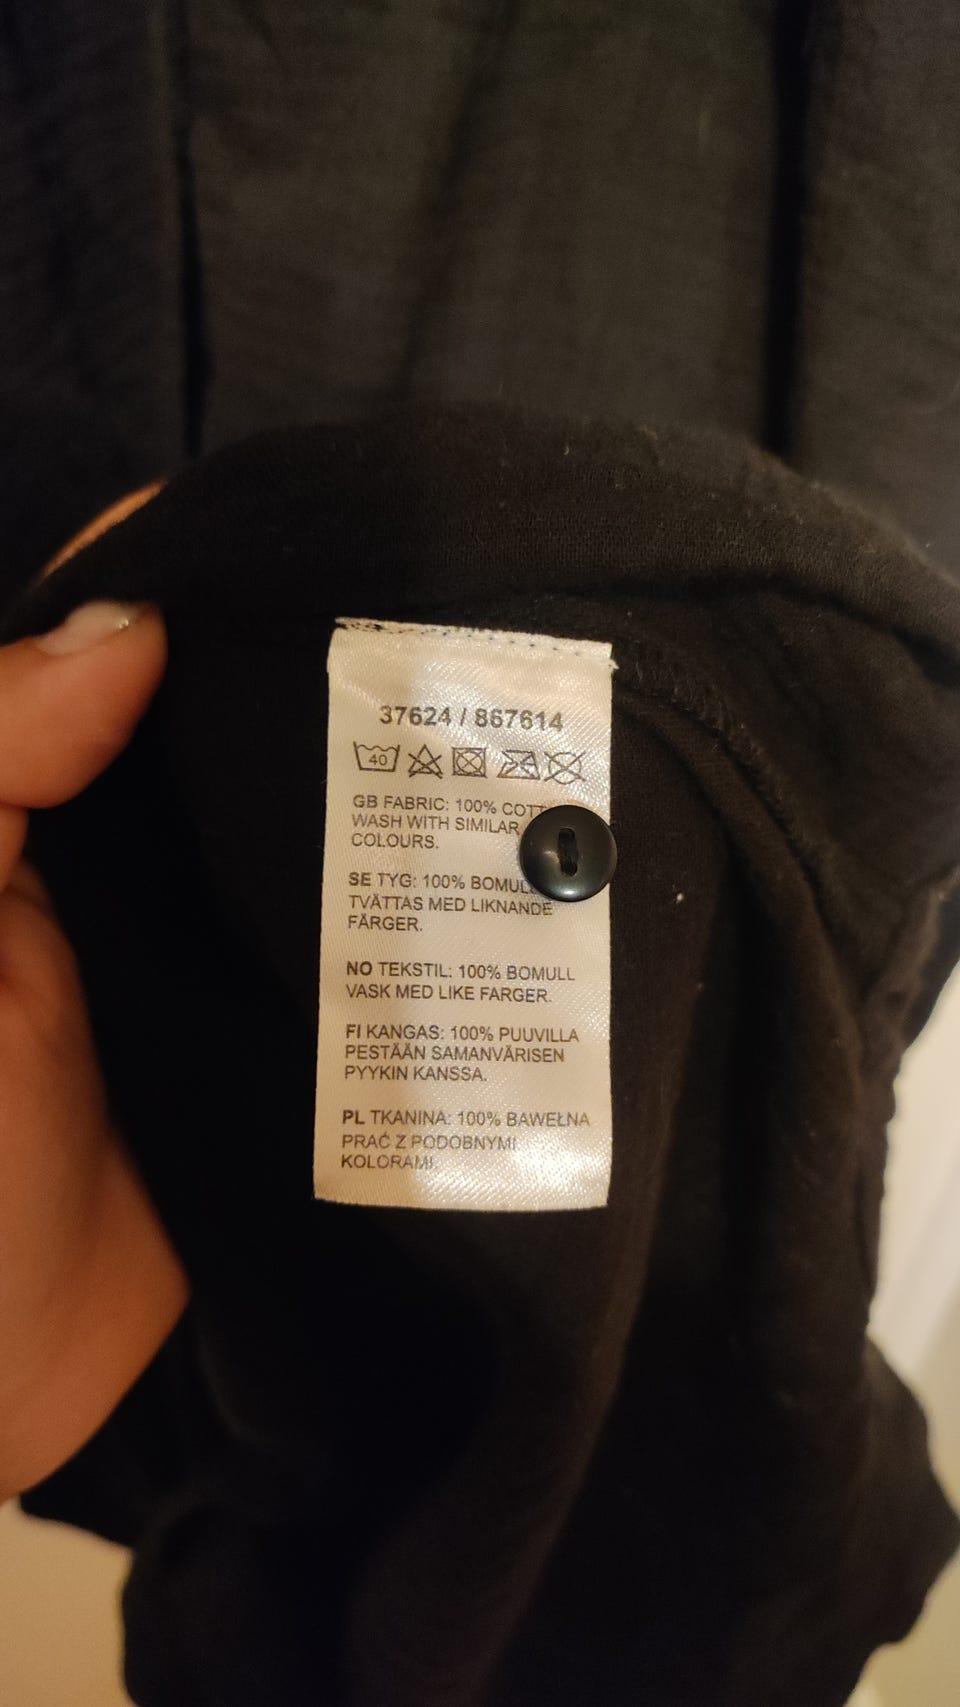 37624 / 867614
40
GB FABRIC: 100%
WASH WITH SIMILAR
COLOURS.
SE TYG: 100%
TVÄTTAS MED LIKNANDE
FÄRGER.
NO TEKSTIL: 100% BOMULL
VASK MED LIKE FARGER.
FI KANGAS: 100% PUUVILLA
PESTÄÄN SAMANVÄRISEN
PYYKIN KANSSA.
PL TKANINA: 100% BAWEŁNA
PRAĆ Z PODOBNYMI
KOLORAMI.